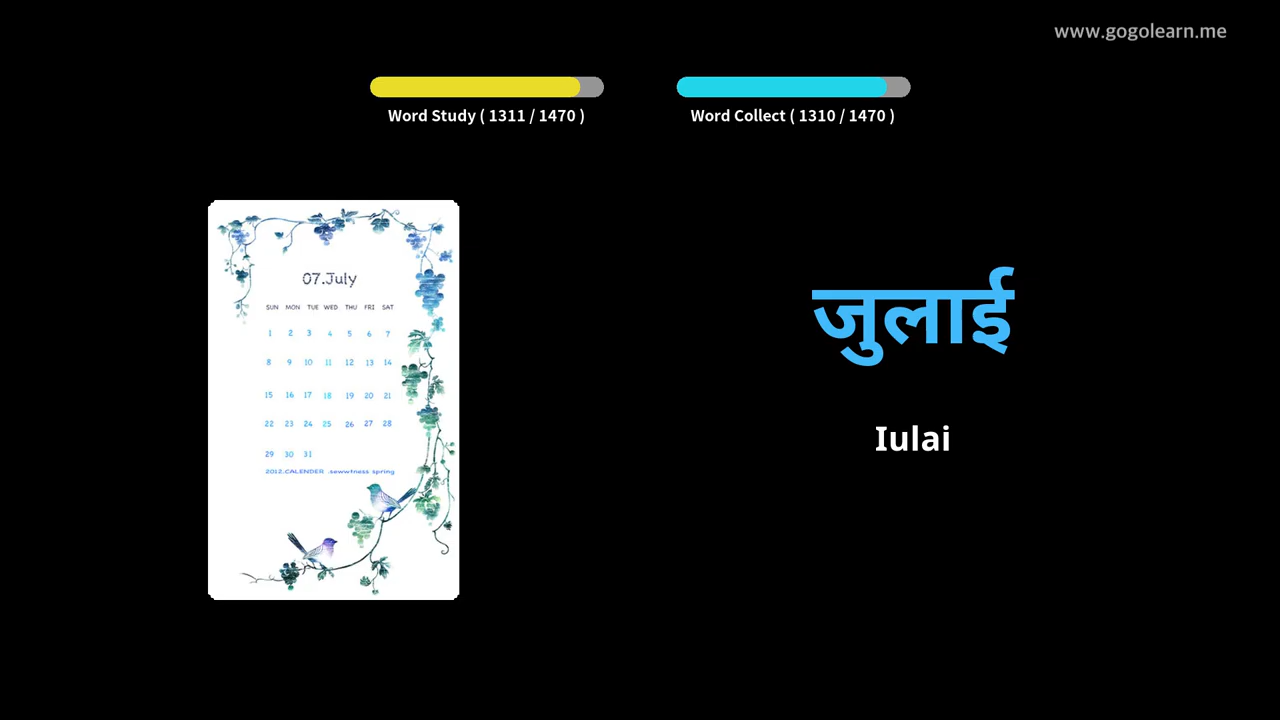 www.gogolearn.me
Word Study ( 1311 / 1470 )
Word Collect ( 1310 / 1470 )
07.July
SUN MON TUE WED THU FRI SAT
1 2 3 4 5 6 7
8 9 10 11 12 13 14
15 16 17 18 19 20 21
22 23 24 25 26 27 28
29 30 31
2012.CALENDER .sewwtness spring
जुलाई
Iulai